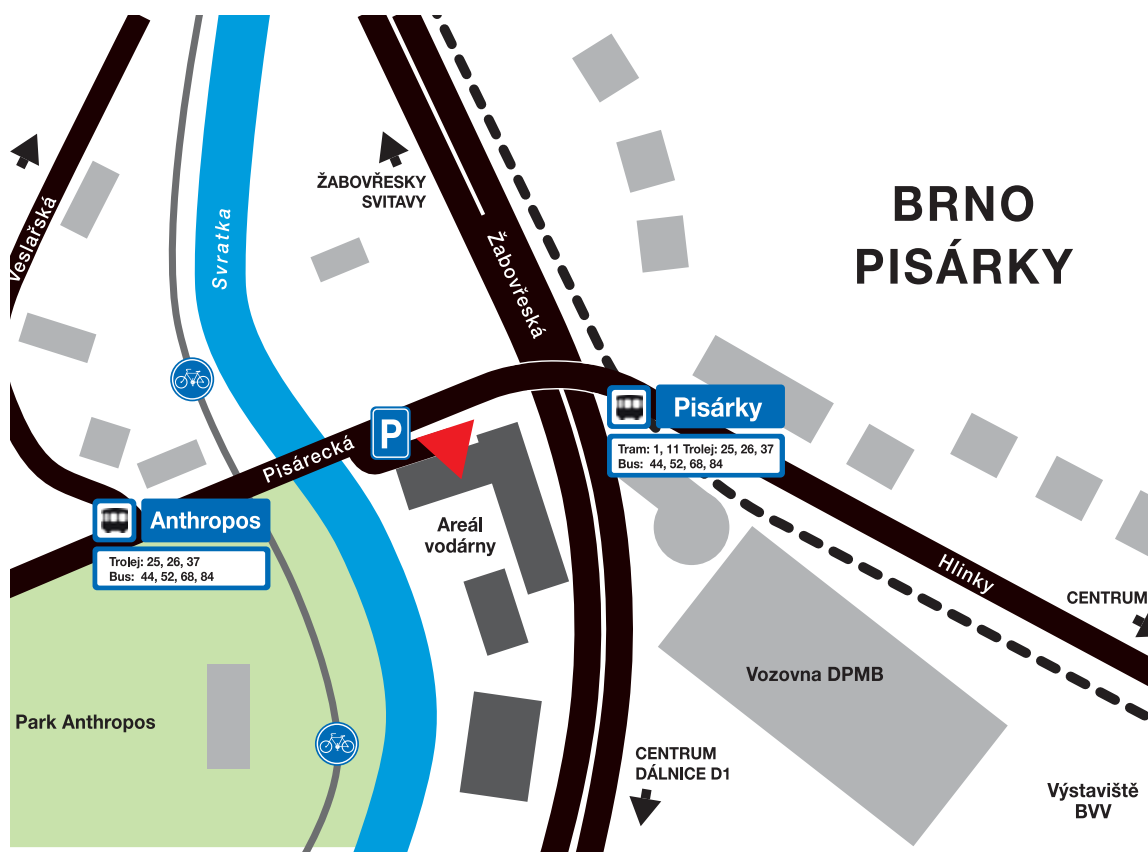 BRNO
PISÁRKY
ŽABOVŘESKY
SVITAVY
Veslařská
Svratka
Žabovřeská
P
Pisárky
Tram: 1, 11 Trolej: 25, 26, 37
Bus: 44, 52, 68, 84
Pisárecká
Anthropos
Trolej: 25, 26, 37
Bus: 44, 52, 68, 84
Areál
vodárny
Hlinky
CENTRUM
Vozovna DPMB
Park Anthropos
CENTRUM
DÁLNICE D1
Výstaviště
BVV